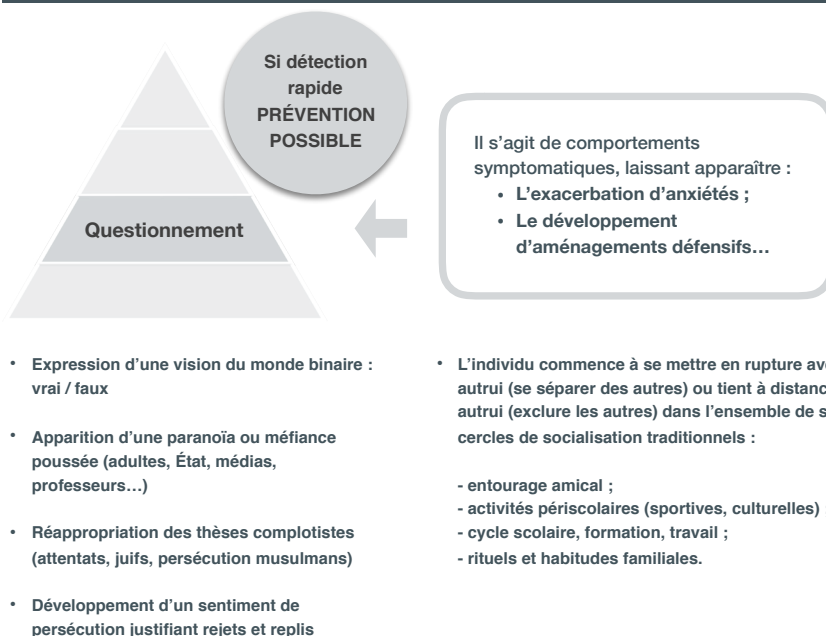 Si détection
rapide
PRÉVENTION
POSSIBLE
Questionnement
Il s’agit de comportements
symptomatiques, laissant apparaître :
• L’exacerbation d’anxiétés ;
• Le développement
d’aménagements défensifs…
• Expression d’une vision du monde binaire :
vrai / faux
• Apparition d’une paranoïa ou méfiance
poussée (adultes, État, médias,
professeurs…)
• Réappropriation des thèses complotistes
(attentats, juifs, persécution musulmans)
• Développement d’un sentiment de
persécution justifiant rejets et replis
• L’individu commence à se mettre en rupture
autrui (se séparer des autres) ou tient à
autrui (exclure les autres) dans l’ensemble de
cercles de socialisation traditionnels :
- entourage amical ;
- activités périscolaires (sportives, culturelles)
- cycle scolaire, formation, travail ;
- rituels et habitudes familiales.